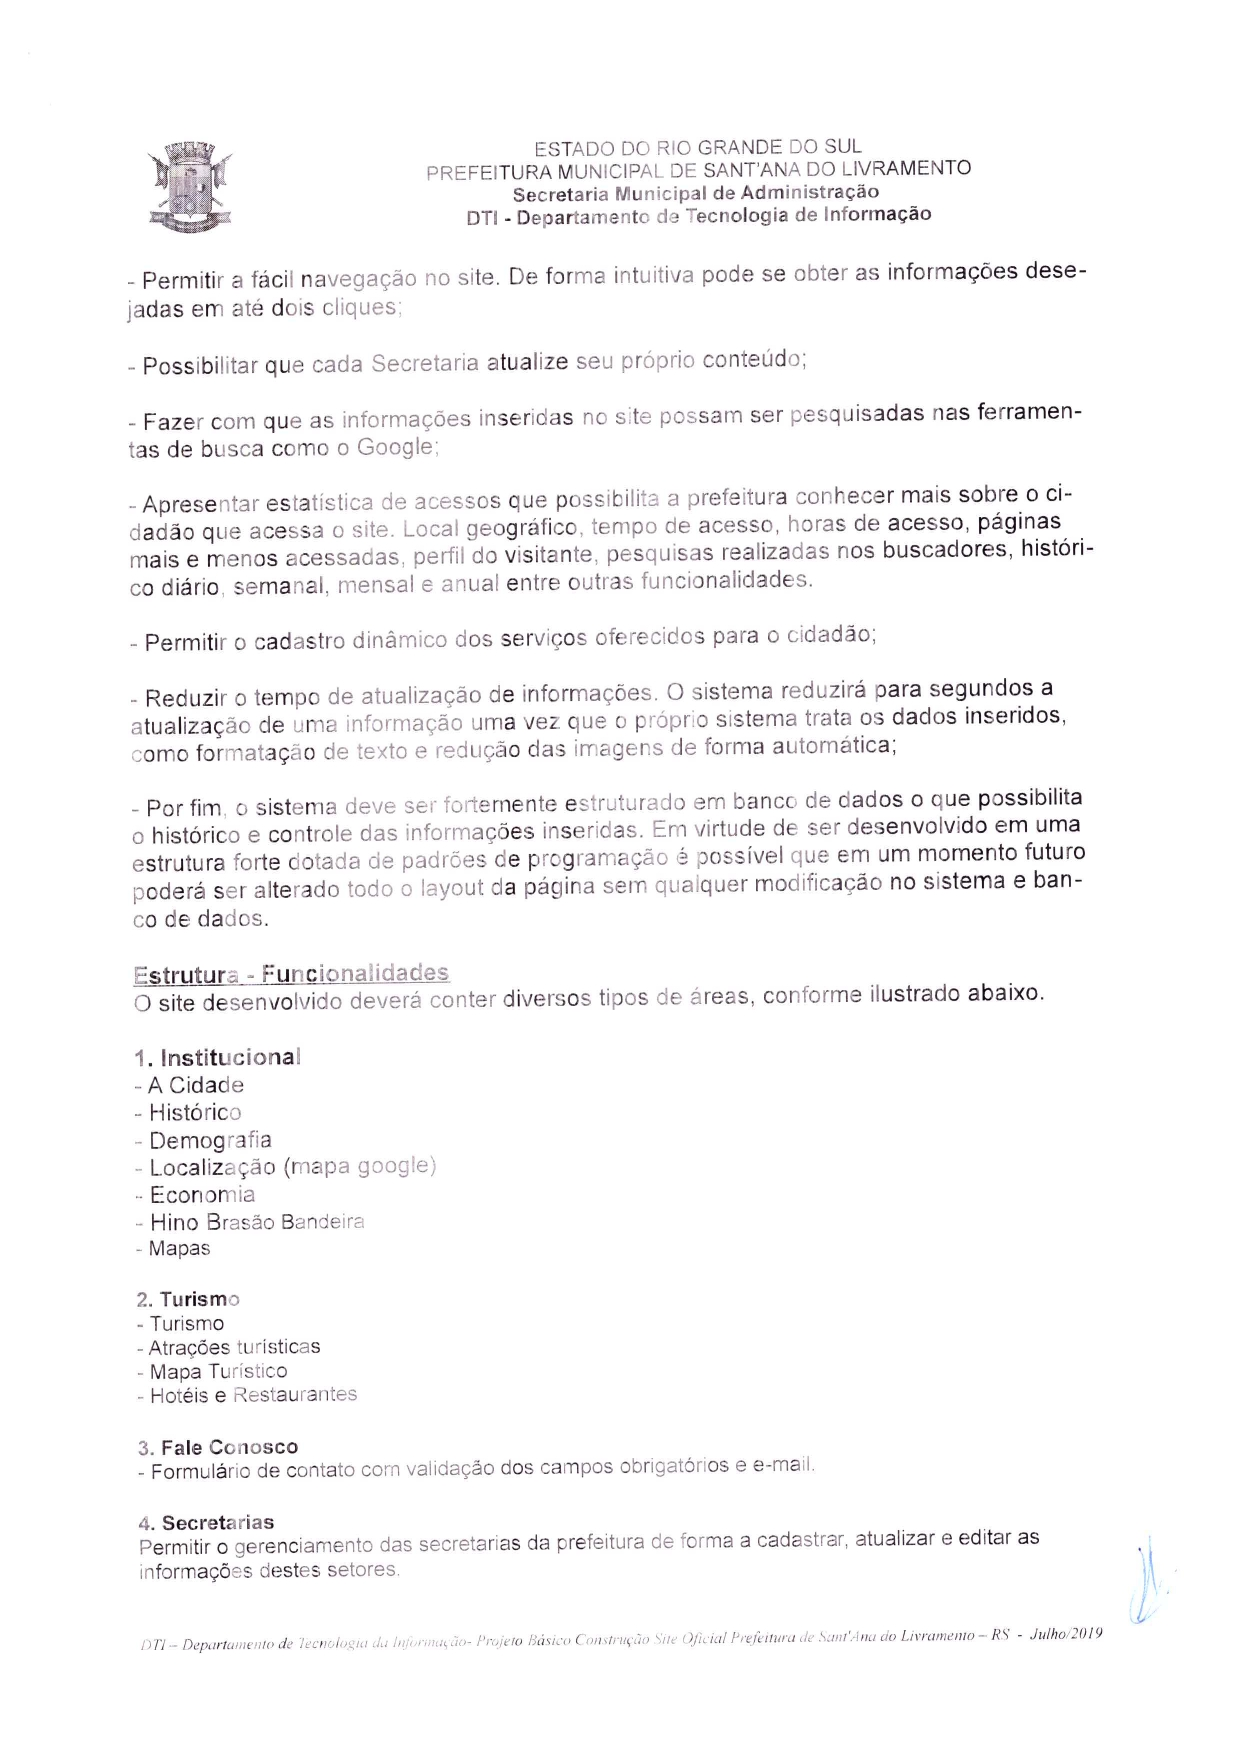 ESTADO DO RIO GRANDE DO SUL
PREFEITURA MUNICIPAL DE SANT'ANA DO LIVRAMENTO
Secretaria Municipal de Administração
DTI - Departamento de Tecnologia de Informação
- Permitir a fácil navegação no site. De forma intuitiva pode se obter as informações dese-
jadas em até dois cliques;
- Possibilitar que cada Secretaria atualize seu próprio conteúdo;
- Fazer com que as informações inseridas no site possam ser pesquisadas nas ferramen-
tas de busca como o Google;
- Apresentar estatística de acessos que possibilita a prefeitura conhecer mais sobre o ci-
dadão que acessa o site. Local geográfico, tempo de acesso, horas de acesso, páginas
mais e menos acessadas, perfil do visitante, pesquisas realizadas nos buscadores, históri-
co diário, semanal, mensal e anual entre outras funcionalidades.
- Permitir o cadastro dinâmico dos serviços oferecidos para o cidadão;
- Reduzir o tempo de atualização de informações. O sistema reduzirá para segundos a
atualização de uma informação uma vez que o próprio sistema trata os dados inseridos,
como formatação de texto e redução das imagens de forma automática;
- Por fim, o sistema deve ser fortemente estruturado em banco de dados o que possibilita
o histórico e controle das informações inseridas. Em virtude de ser desenvolvido em uma
estrutura forte dotada de padrões de programação é possível que em um momento futuro
poderá ser alterado todo o layout da página sem qualquer modificação no sistema e ban-
co de dados.
Estrutura - Funcionalidades
O site desenvolvido deverá conter diversos tipos de áreas, conforme ilustrado abaixo.
1. Institucional
- A Cidade
- Histórico
- Demografia
- Localização (mapa google)
- Economia
- Hino Brasão Bandeira
- Mapas
2. Turismo
- Turismo
- Atrações turísticas
- Mapa Turístico
- Hotéis e Restaurantes
3. Fale Conosco
- Formulário de contato com validação dos campos obrigatórios e e-mail.
4. Secretarias
Permitir o gerenciamento das secretarias da prefeitura de forma a cadastrar, atualizar e editar as
informações destes setores.
DTI – Departamento de Tecnologia da Informação- Projeto Básico Construção Site Oficial Prefeitura de Sant'Ana do Livramento – RS - Julho/2019